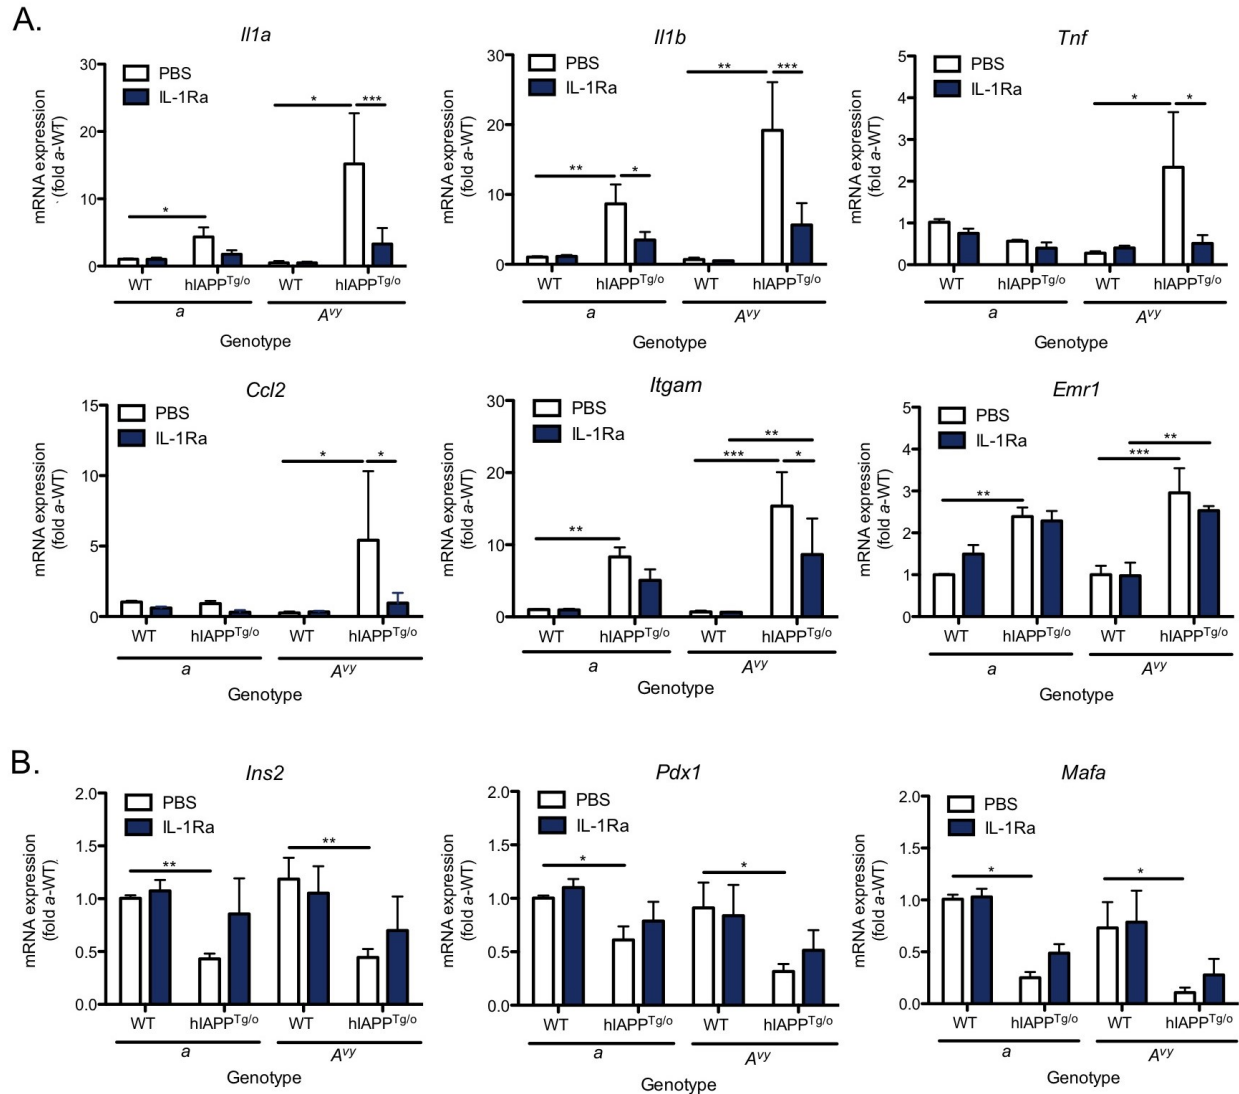 A.
Il1a
PBS
IL-1Ra
mRNA expression
(fold a-WT)
30
20
10
0
* * ***
WT hIAPPTg/o WT hIAPPTg/o
a Avy
Genotype
Il1b
PBS
IL-1Ra
mRNA expression
(fold a-WT)
30
20
10
0
** * ** ***
WT hIAPPTg/o WT hIAPPTg/o
a Avy
Genotype
Tnf
PBS
IL-1Ra
mRNA expression
(fold a-WT)
5
4
3
2
1
0
* *
WT hIAPPTg/o WT hIAPPTg/o
a Avy
Genotype
Ccl2
PBS
IL-1Ra
mRNA expression
(fold a-WT)
15
10
5
0
* *
WT hIAPPTg/o WT hIAPPTg/o
a Avy
Genotype
Itgam
PBS
IL-1Ra
mRNA expression
(fold a-WT)
30
20
10
0
**
*** *
**
WT hIAPPTg/o WT hIAPPTg/o
a Avy
Genotype
Emr1
PBS
IL-1Ra
mRNA expression
(fold a-WT)
5
4
3
2
1
0
**
***
**
WT hIAPPTg/o WT hIAPPTg/o
a Avy
Genotype
B.
Ins2
PBS
IL-1Ra
mRNA expression
(fold a-WT)
2.0
1.5
1.0
0.5
0.0
** **
WT hIAPPTg/o WT hIAPPTg/o
a Avy
Genotype
Pdx1
PBS
IL-1Ra
mRNA expression
(fold a-WT)
2.0
1.5
1.0
0.5
0.0
* *
WT hIAPPTg/o WT hIAPPTg/o
a Avy
Genotype
Mafa
PBS
IL-1Ra
mRNA expression
(fold a-WT)
2.0
1.5
1.0
0.5
0.0
* *
WT hIAPPTg/o WT hIAPPTg/o
a Avy
Genotype